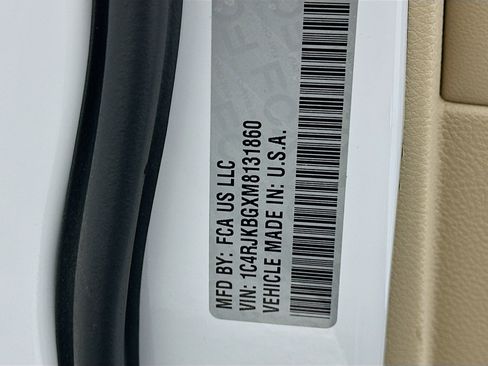 MFD BY: FCA US LLC
VIN: 1C4RJKBGXM8131860
VEHICLE MADE IN: U.S.A.